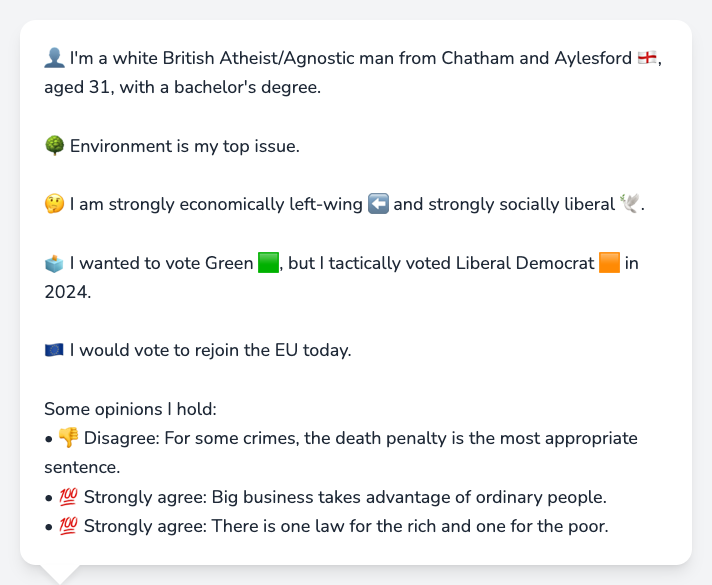 👤 I'm a white British Atheist/Agnostic man from Chatham and Aylesford 🏴󠁧󠁢󠁥󠁮󠁧󠁿,
aged 31, with a bachelor's degree.
🌳 Environment is my top issue.
🤔 I am strongly economically left-wing ⬅️ and strongly socially liberal 🕊️.
🗳️ I wanted to vote Green 🟩, but I tactically voted Liberal Democrat 🟧 in
2024.
🇪🇺 I would vote to rejoin the EU today.
Some opinions I hold:
• 👎 Disagree: For some crimes, the death penalty is the most appropriate
sentence.
• 💯 Strongly agree: Big business takes advantage of ordinary people.
• 💯 Strongly agree: There is one law for the rich and one for the poor.